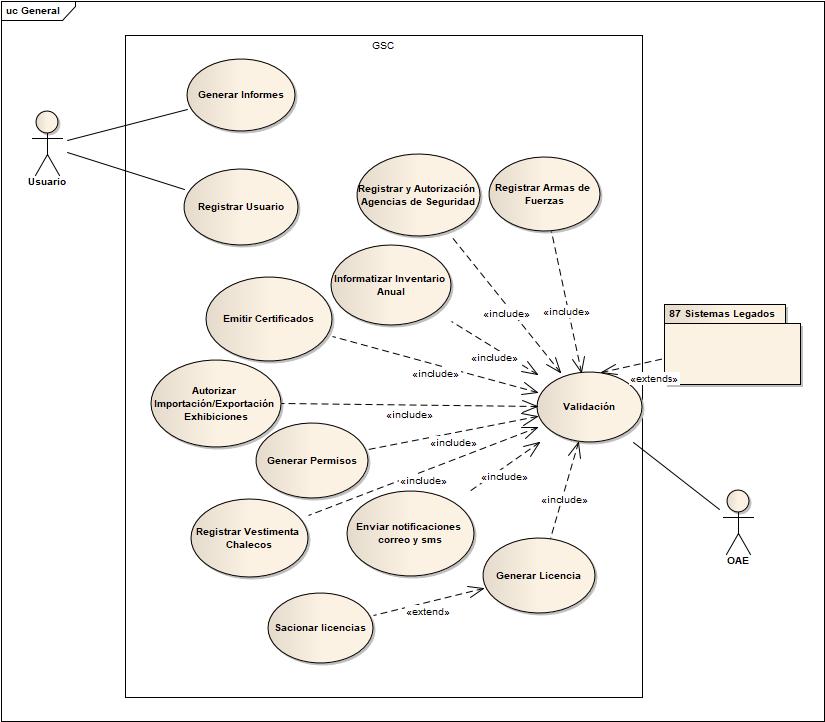 uc General
GSC
Generar Informes
Usuario
Registrar Usuario
Registrar y Autorización
Agencias de Seguridad
Registrar Armas de
Fuerzas
Informatizar Inventario
Anual
Emitir Certificados
«include»
«include»
87 Sistemas Legados
«include»
«include»
«extends»
Autorizar
Importación/Exportación
Exhibiciones
«include»
Validación
Generar Permisos
«include»
«include»
«include»
«include»
Registrar Vestimenta
Chalecos
Enviar notificaciones
correo y sms
OAE
Generar Licencia
«extend»
Sacionar licencias